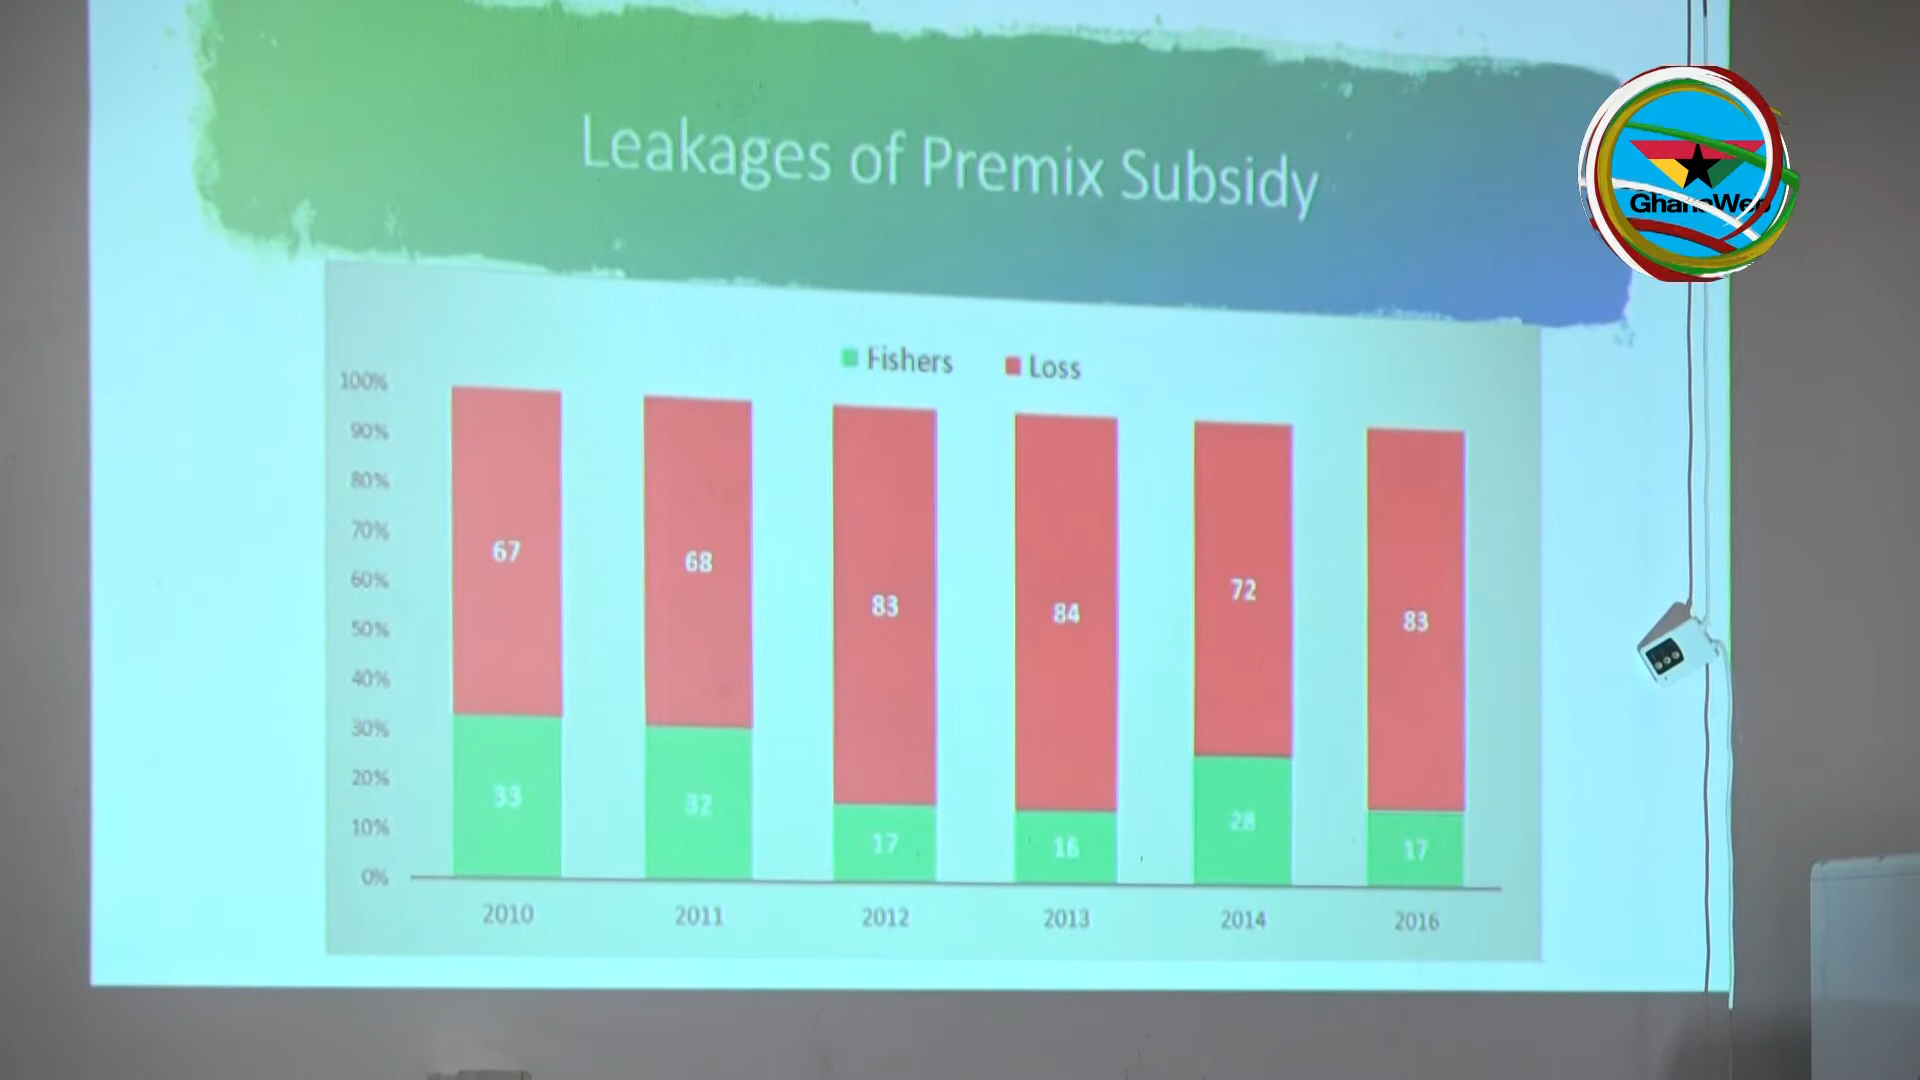 Leakages of Premix Subsidy
GhanaWeb
Fishers Loss
100%
90%
80%
70%
60%
50%
40%
30%
20%
10%
0%
67 68 83 84 72 83
33 32 17 16 28 17
2010 2011 2012 2013 2014 2016